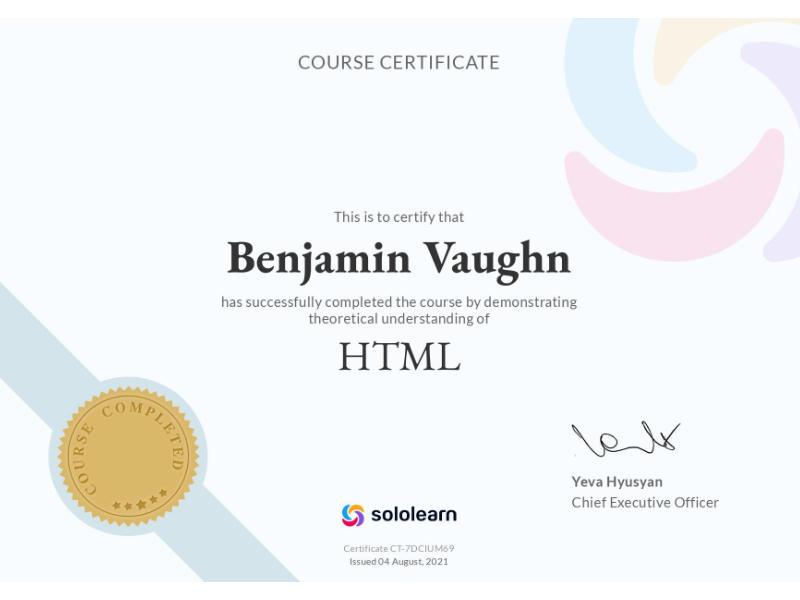 COURSE CERTIFICATE
This is to certify that
Benjamin Vaughn
has successfully completed the course by demonstrating
theoretical understanding of
HTML
COURSE COMPLETED
Yeva Hyusyan
Chief Executive Officer
sololearn
Certificate CT-7DCIUM69
Issued 04 August, 2021